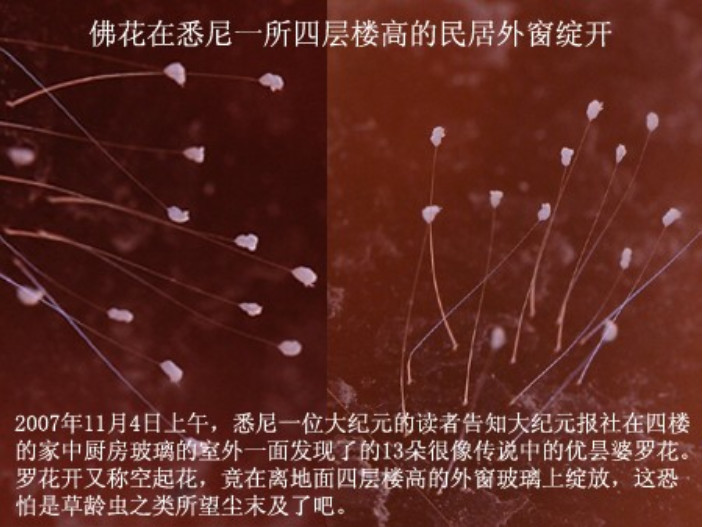 佛花在悉尼一所四层楼高的民居外窗绽开
2007年11月4日上午，悉尼一位大纪元的读者告知大纪元报社在四楼
的家中厨房玻璃的室外一面发现了的13朵很像传说中的优昙婆罗花。
罗花开又称空起花，竟在离地面四层楼高的外窗玻璃上绽放，这恐
怕是草龄虫之类所望尘末及了吧。